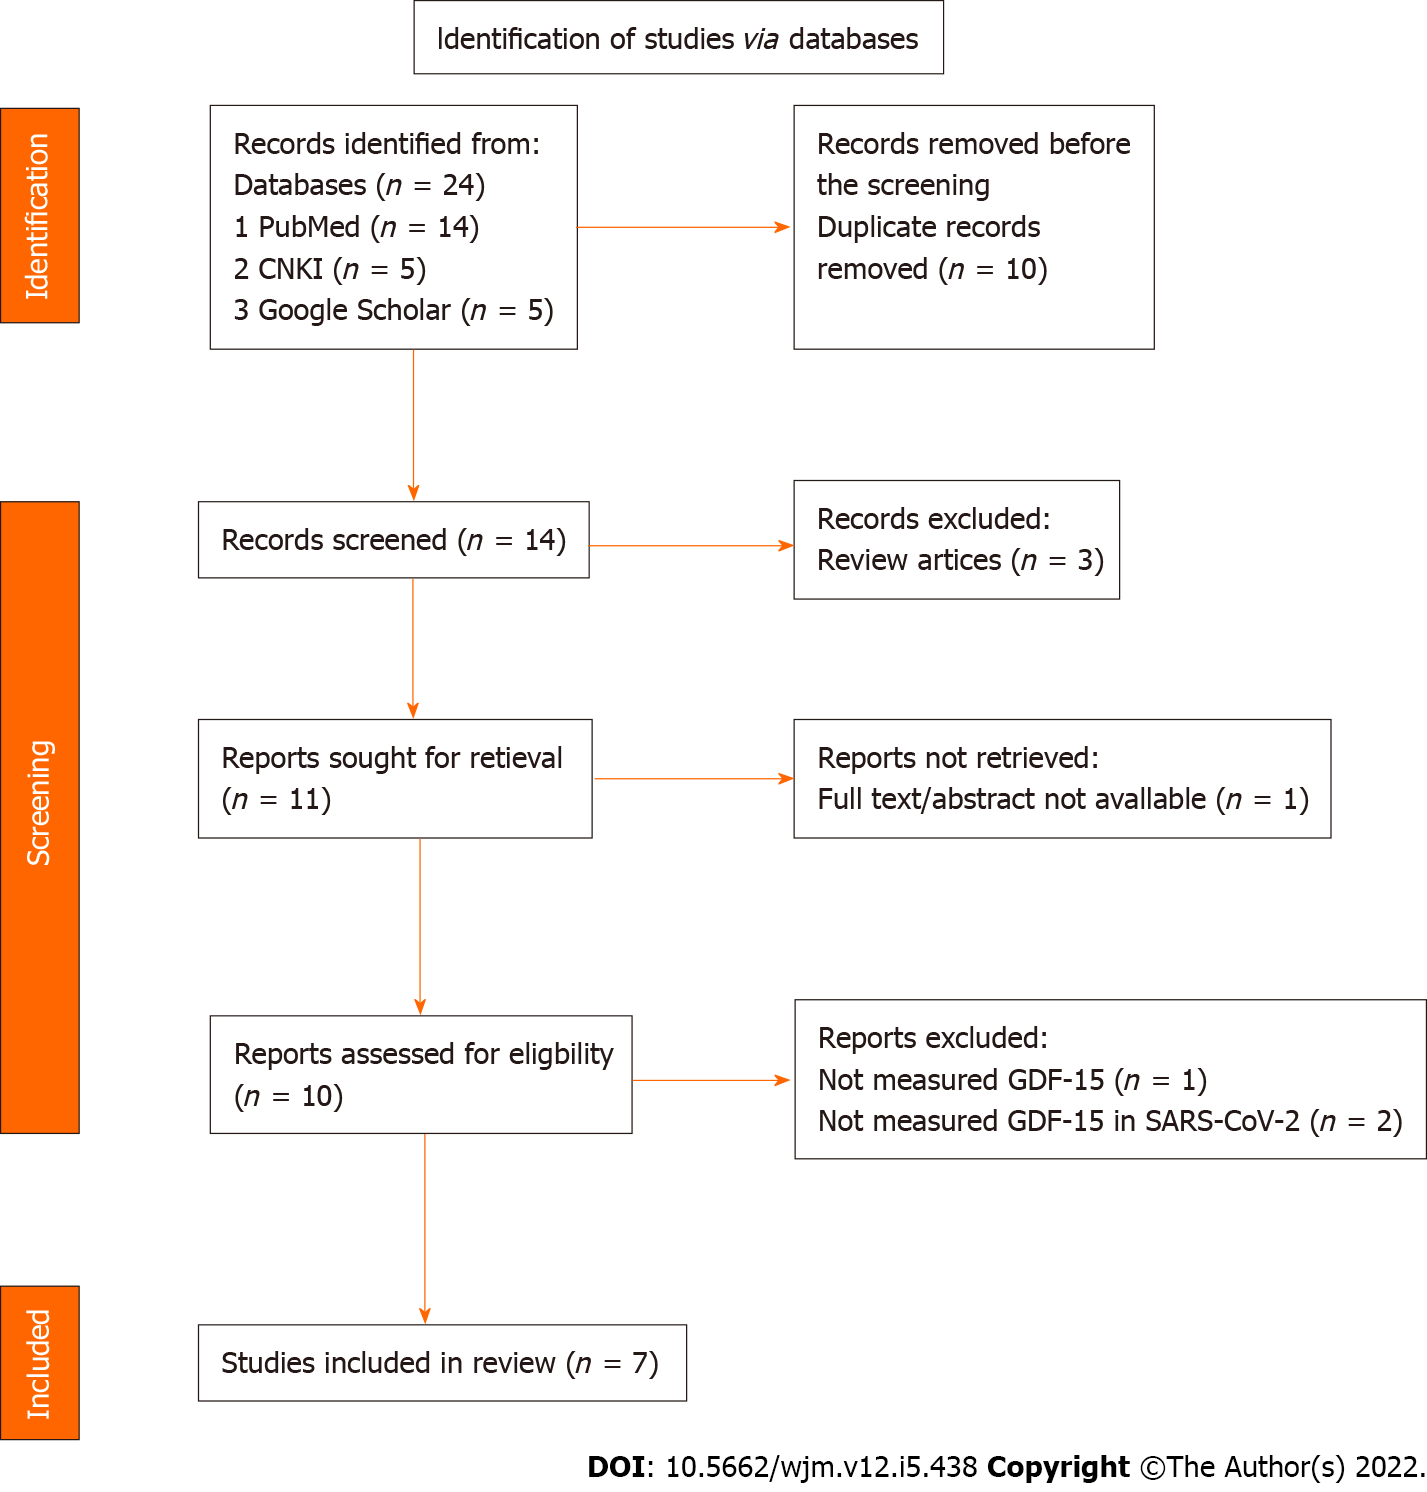 Identification of studies via databases
Identification
Records identified from:
Databases (n = 24)
1 PubMed (n = 14)
2 CNKI (n = 5)
3 Google Scholar (n = 5)
Records removed before
the screening
Duplicate records
removed (n = 10)
Screening
Records screened (n = 14)
Records excluded:
Review artices (n = 3)
Reports sought for retieval
(n = 11)
Reports not retrieved:
Full text/abstract not avallable (n = 1)
Reports assessed for eligbility
(n = 10)
Reports excluded:
Not measured GDF-15 (n = 1)
Not measured GDF-15 in SARS-CoV-2 (n = 2)
Included
Studies included in review (n = 7)
DOI: 10.5662/wjm.v12.i5.438 Copyright ©The Author(s) 2022.